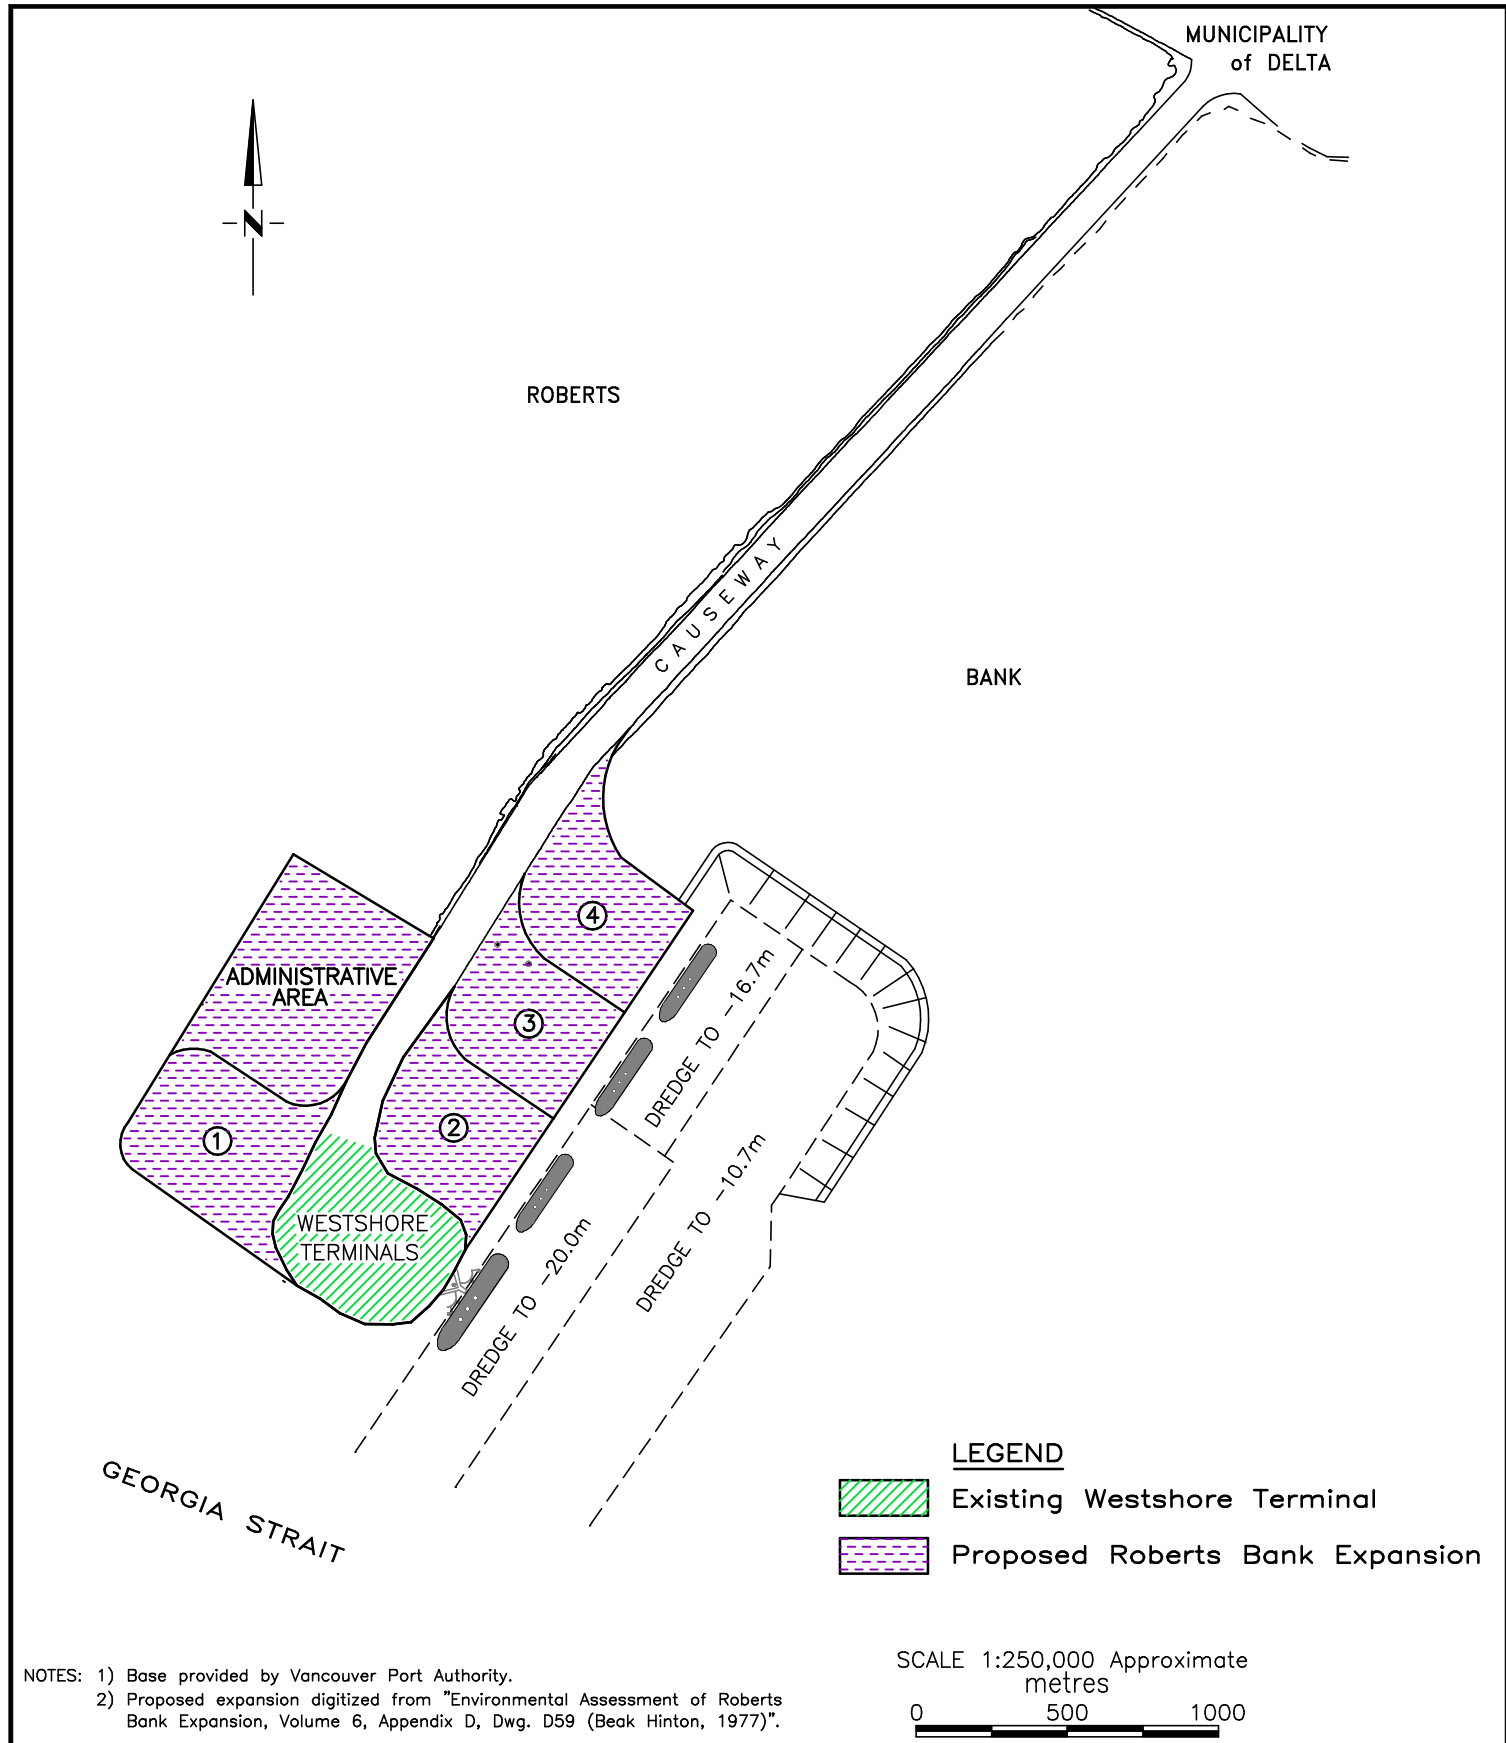 MUNICIPALITY
of DELTA
N
ROBERTS
CAUSEWAY
BANK
4
ADMINISTRATIVE
AREA
3
DREDGE TO -16.7m
2
1
DREDGE TO -10.7m
WESTSHORE
TERMINALS
DREDGE TO -20.0m
GEORGIA STRAIT
LEGEND
Existing Westshore Terminal
Proposed Roberts Bank Expansion
NOTES: 1) Base provided by Vancouver Port Authority.
2) Proposed expansion digitized from "Environmental Assessment of Roberts
Bank Expansion, Volume 6, Appendix D, Dwg. D59 (Beak Hinton, 1977)".
SCALE 1:250,000 Approximate
metres
0 500 1000